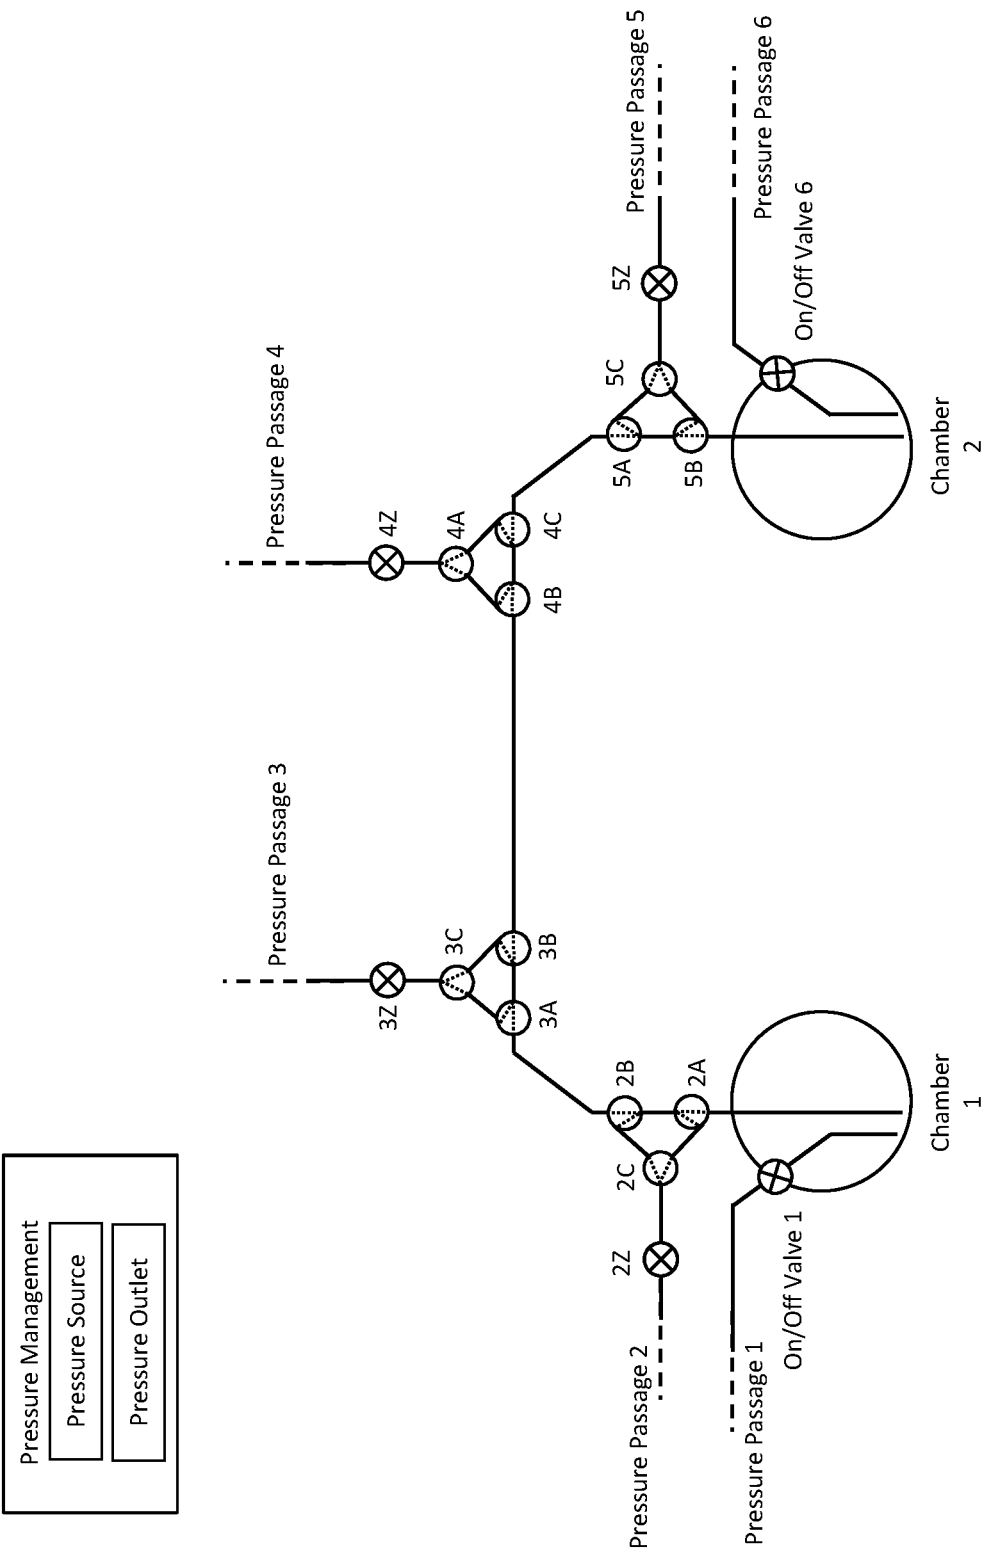 Pressure Management
Pressure Source
Pressure Outlet
Pressure Passage 3
Pressure Passage 4
3Z
4Z
3C
4A
3A
3B
4B
4C
Pressure Passage 2
2Z
2C
2B
2A
5A
5B
5C
5Z
Pressure Passage 5
Pressure Passage 1
On/Off Valve 1
Pressure Passage 6
On/Off Valve 6
Chamber
1
Chamber
2